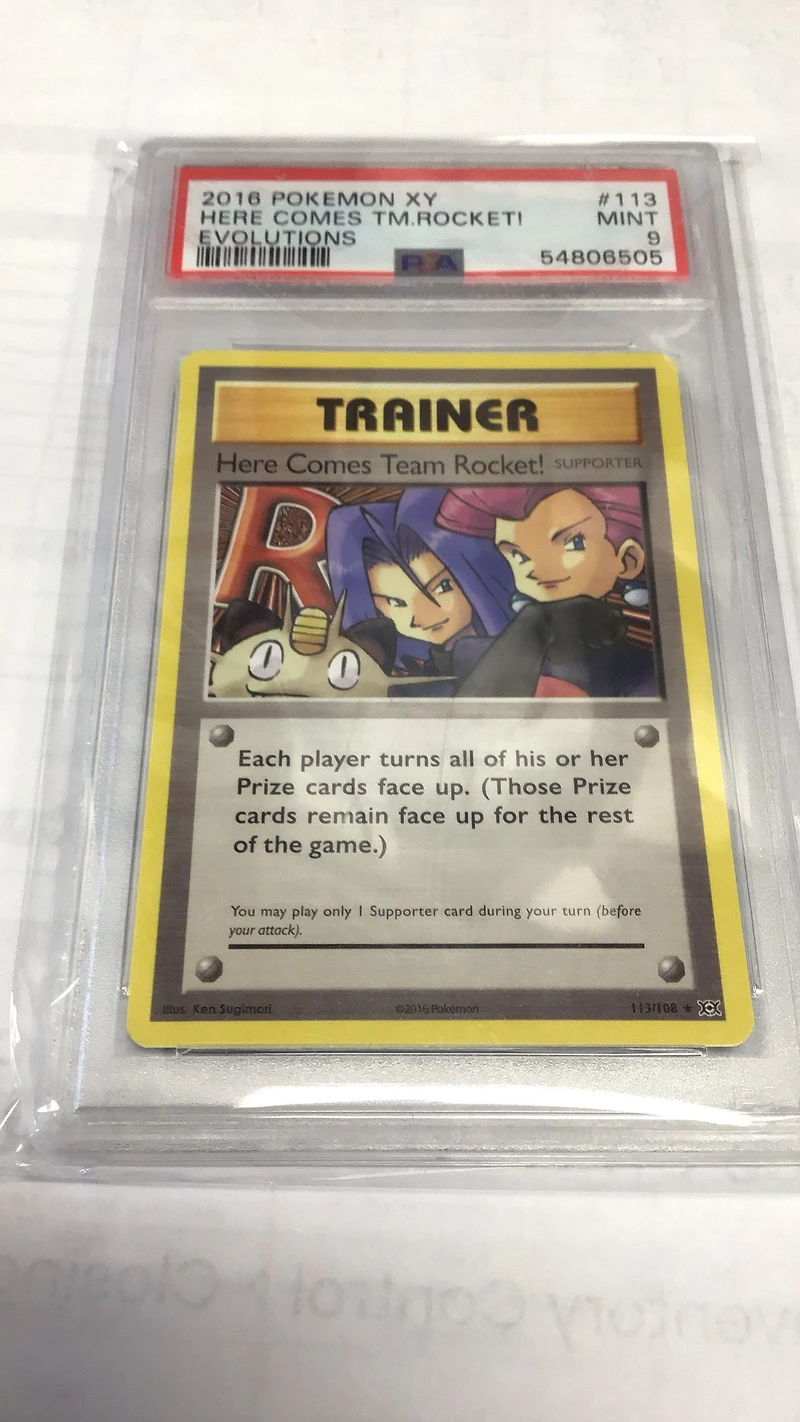 2016 POKEMON XY #113
HERE COMES TM.ROCKET! MINT
EVOLUTIONS 9
PSA 54806505
TRAINER
Here Comes Team Rocket! SUPPORTER
R
Each player turns all of his or her
Prize cards face up. (Those Prize
cards remain face up for the rest
of the game.)
You may play only 1 Supporter card during your turn (before
your attack).
Illus. Ken Sugimori ©2016 Pokémon 113/108 ★
ventory Control > Closin